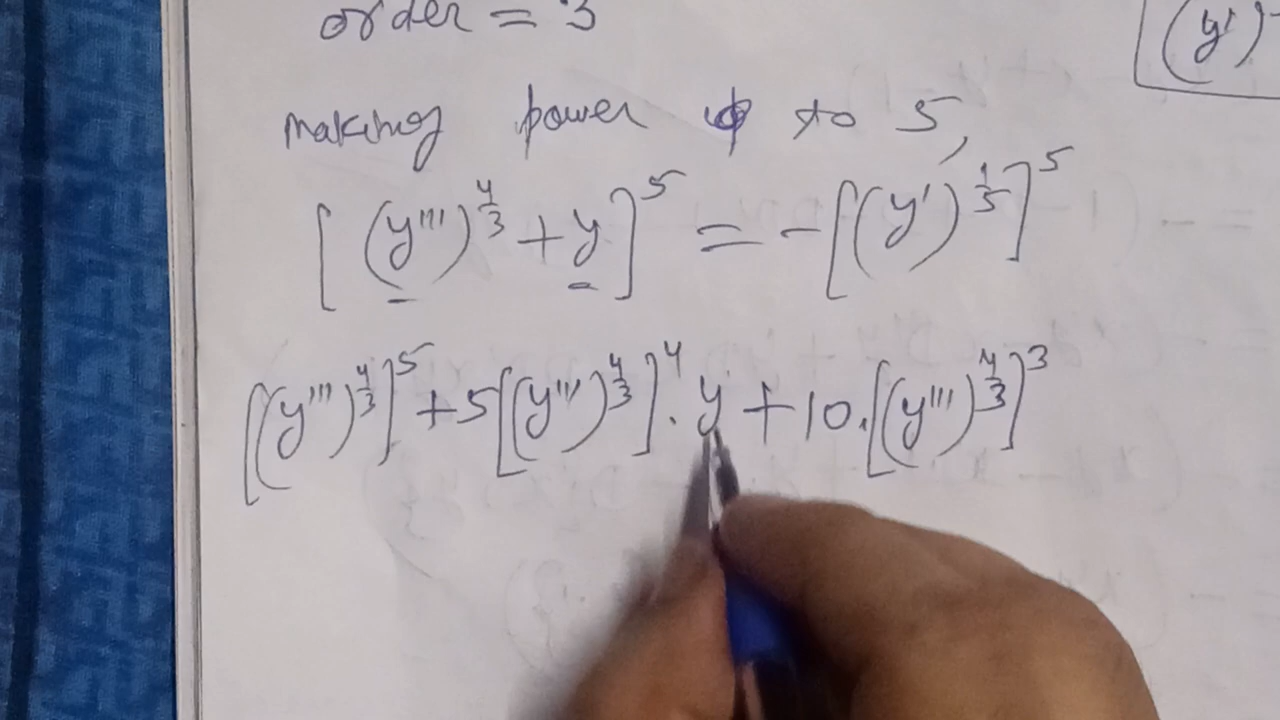 order = 3
(y')
making power to 5,
[(y''')^{4/3} + y]^5 = -[(y')^{1/5}]^5
[(y''')^{4/3}]^5 + 5[(y''')^{4/3}]^4 . y + 10.[(y''')^{4/3}]^3